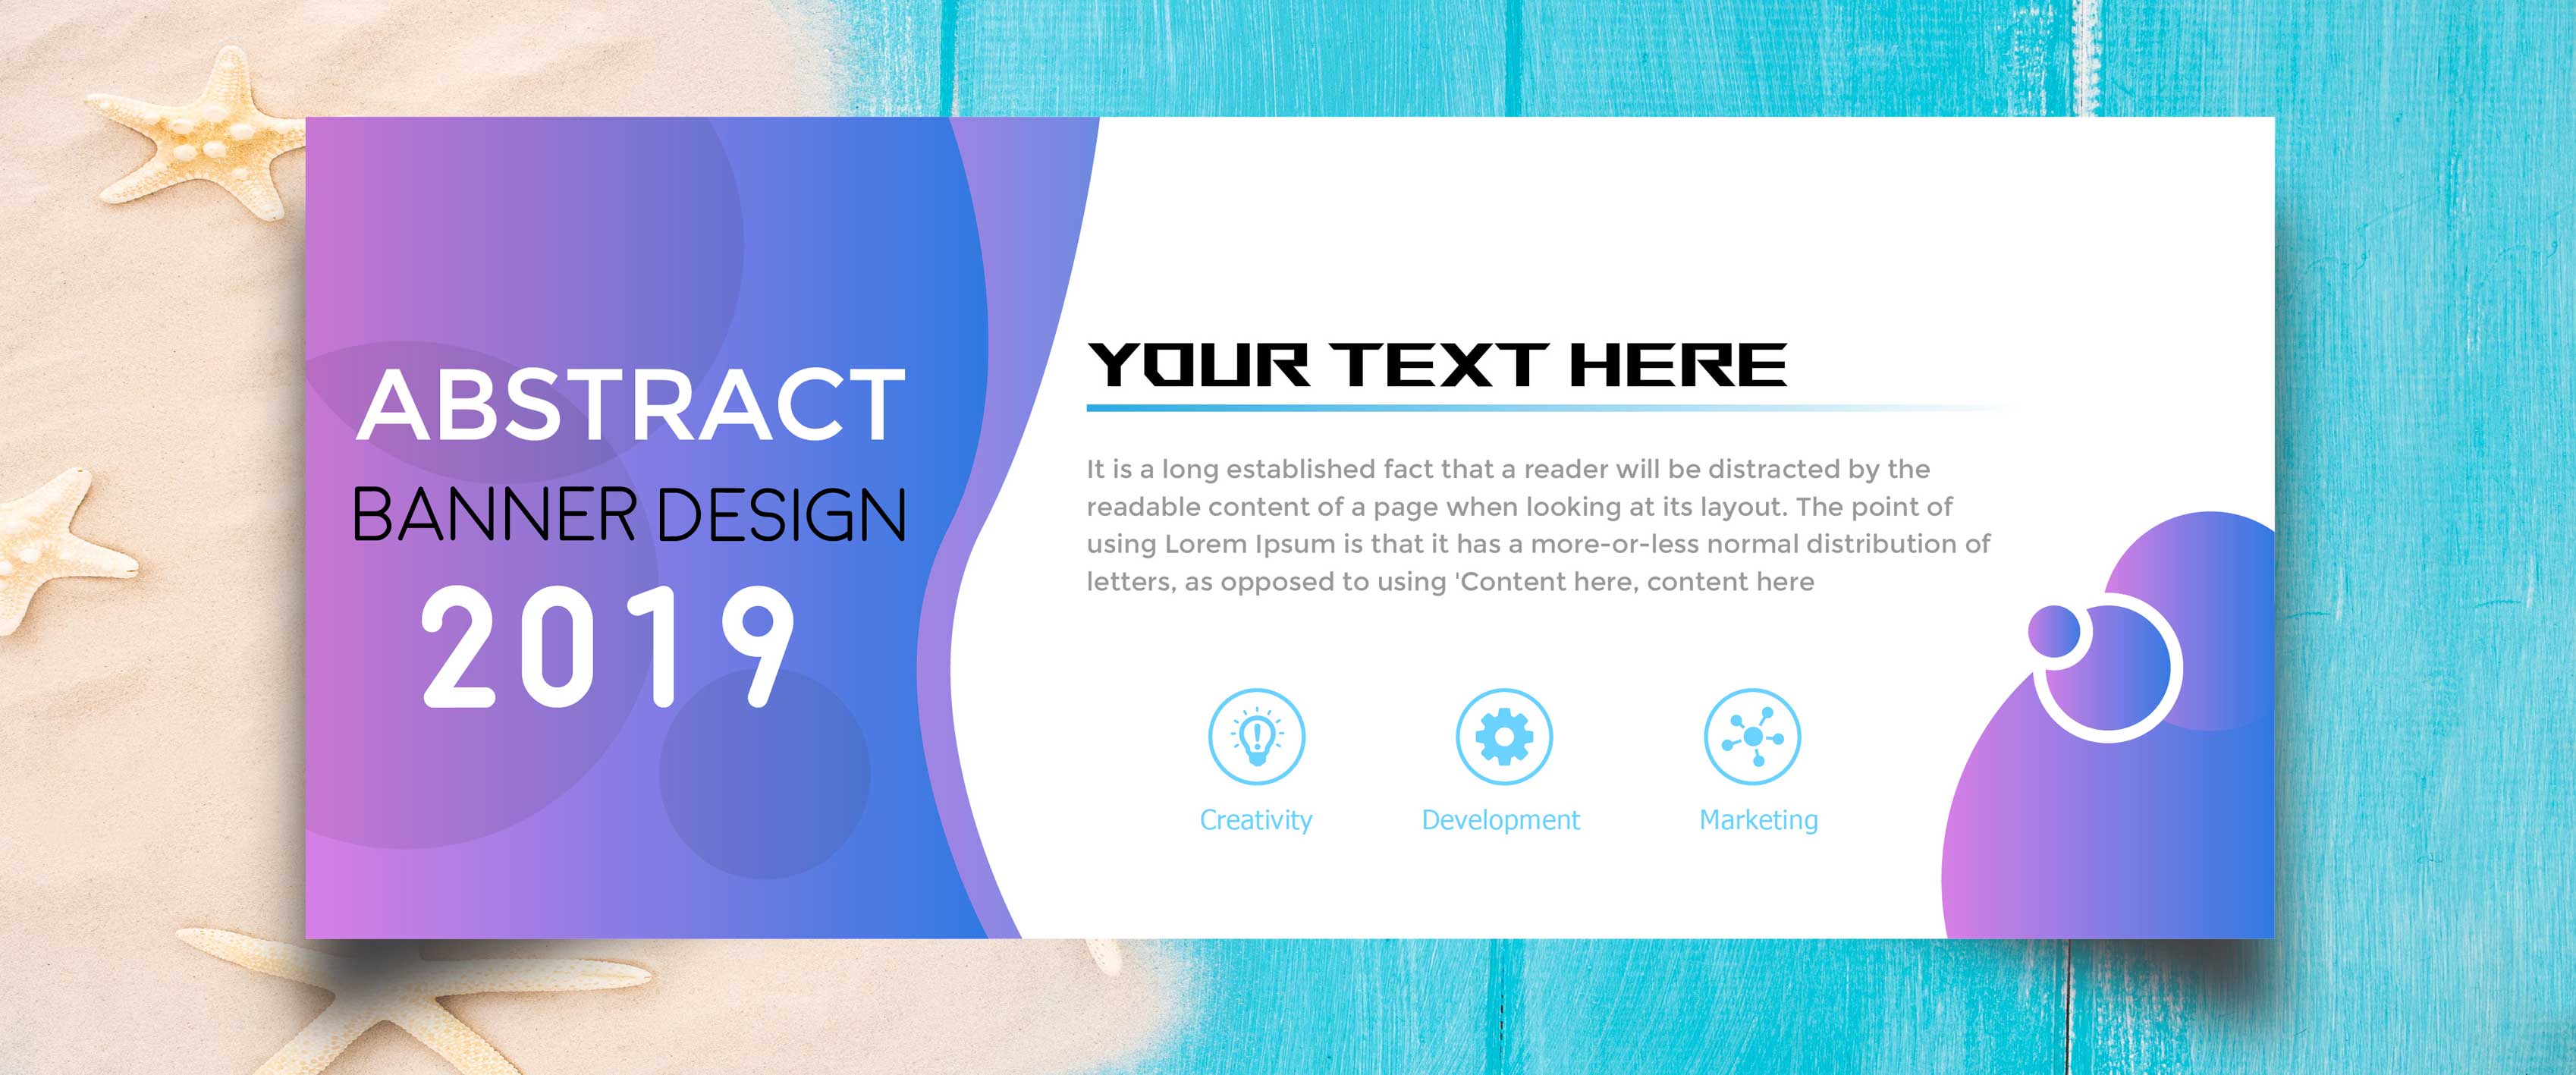 ABSTRACT
BANNER DESIGN
2019
YOUR TEXT HERE
It is a long established fact that a reader will be distracted by the
readable content of a page when looking at its layout. The point of
using Lorem Ipsum is that it has a more-or-less normal distribution of
letters, as opposed to using 'Content here, content here
Creativity
Development
Marketing